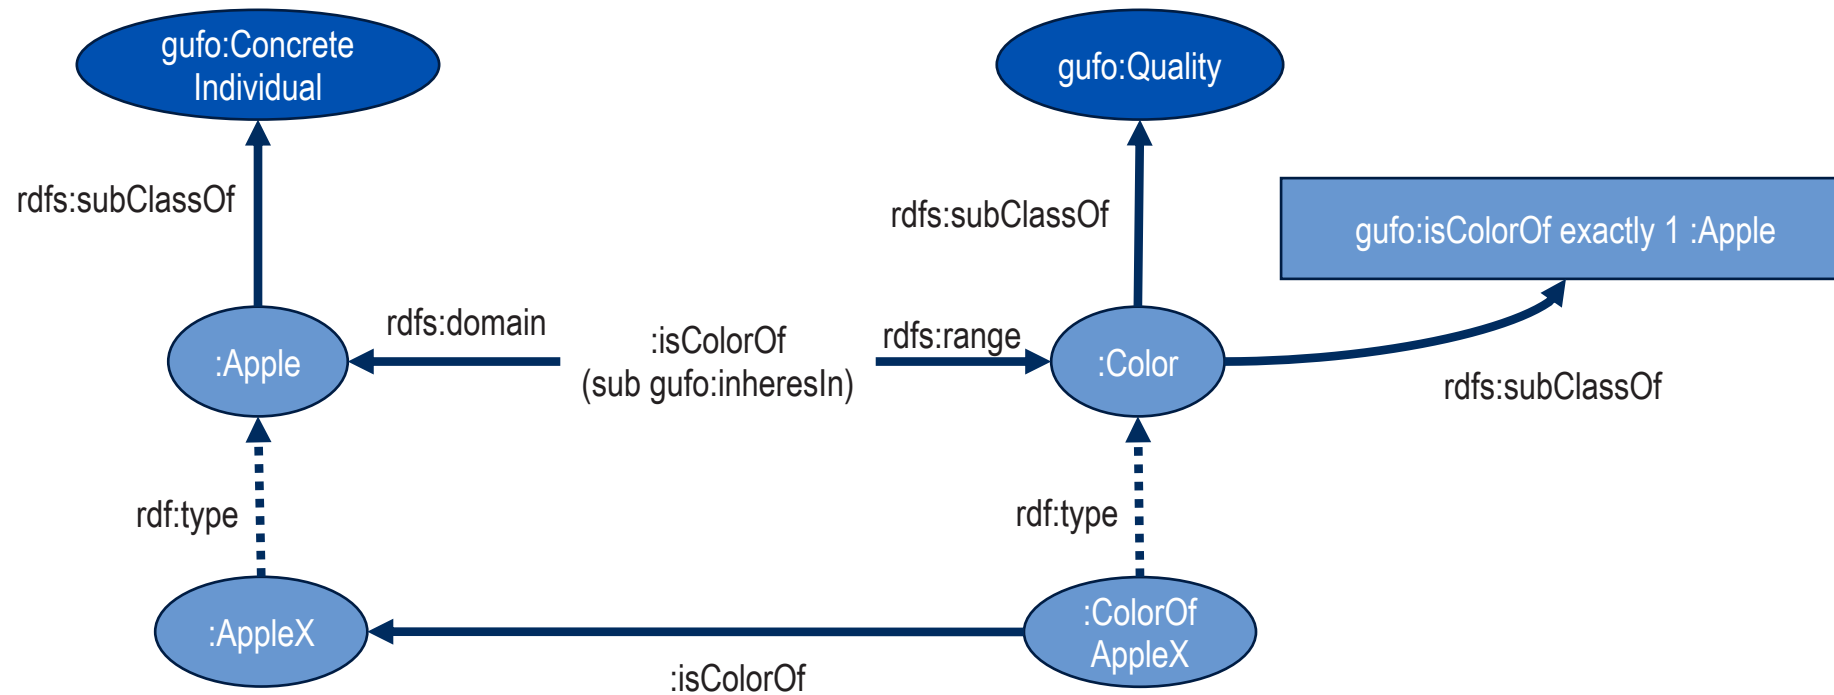 gufo:Concrete
Individual
gufo:Quality
rdfs:subClassOf
rdfs:subClassOf
gufo:isColorOf exactly 1 :Apple
:Apple
rdfs:domain
:isColorOf
(sub gufo:inheresIn)
rdfs:range
:Color
rdfs:subClassOf
rdf:type
rdf:type
:AppleX
:ColorOf
AppleX
:isColorOf